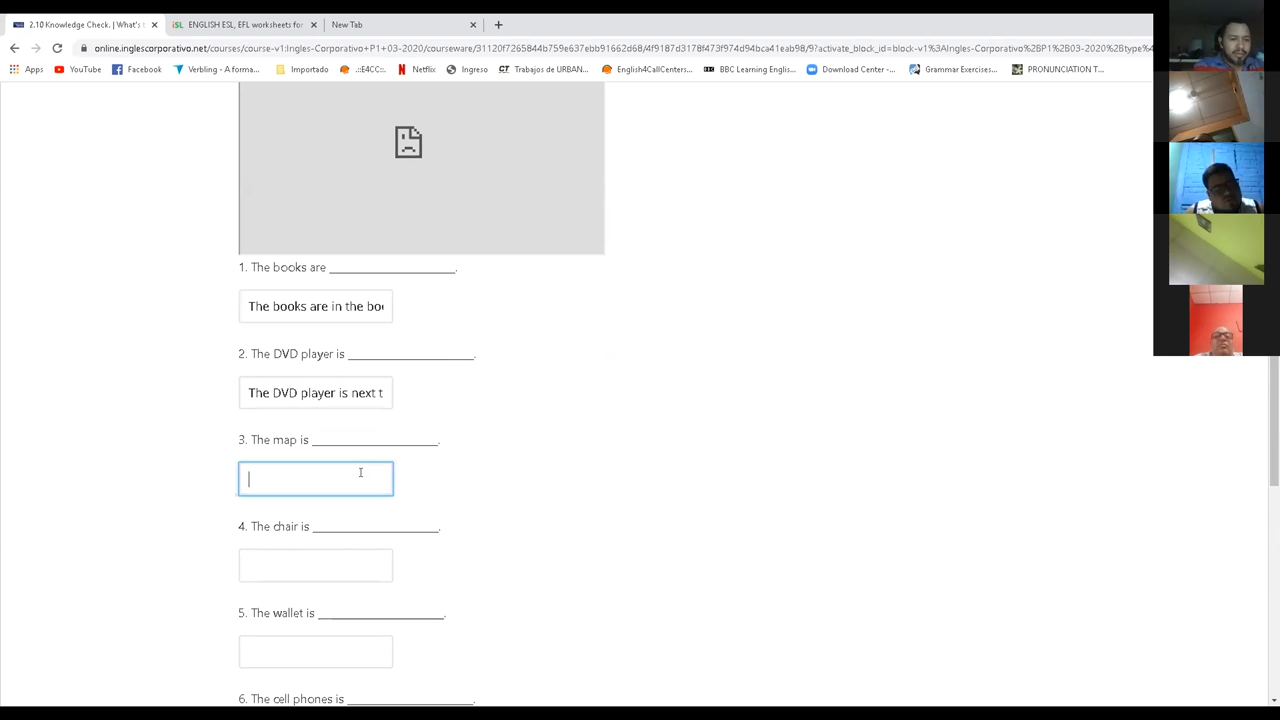 2.10 Knowledge Check. | What's t
ENGLISH ESL, EFL worksheets for
New Tab
online.inglescorporativo.net/courses/course-v1:Ingles-Corporativo+P1+03-2020/courseware/31120f7265844b759e637ebb91662d68/4f9187d3178f473f974d94bca41eab98/9?activate_block_id=block-v1%3AIngles-Corporativo%2BP1%2B03-2020%2Btype%
Apps
YouTube
Facebook
Verbling - A forma...
Importado
.::E4CC::.
Netflix
Ingreso
Trabajos de URBAN...
English4CallCenters...
BBC Learning Englis...
Download Center -...
Grammar Exercises...
PRONUNCIATION T...
1. The books are ____________________.
The books are in the boo
2. The DVD player is ____________________.
The DVD player is next t
3. The map is ____________________.
4. The chair is ____________________.
5. The wallet is ____________________.
6. The cell phones is ____________________.